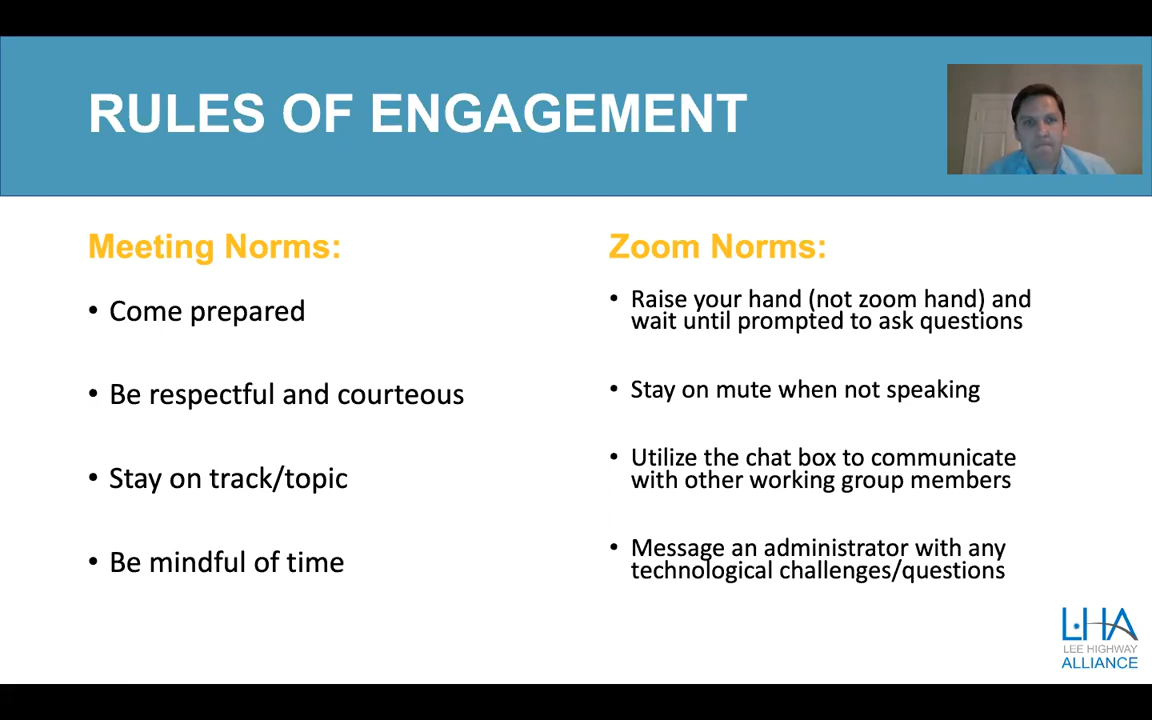 RULES OF ENGAGEMENT
Meeting Norms:
• Come prepared
• Be respectful and courteous
• Stay on track/topic
• Be mindful of time
Zoom Norms:
• Raise your hand (not zoom hand) and
wait until prompted to ask questions
• Stay on mute when not speaking
• Utilize the chat box to communicate
with other working group members
• Message an administrator with any
technological challenges/questions
LHA
LEE HIGHWAY
ALLIANCE